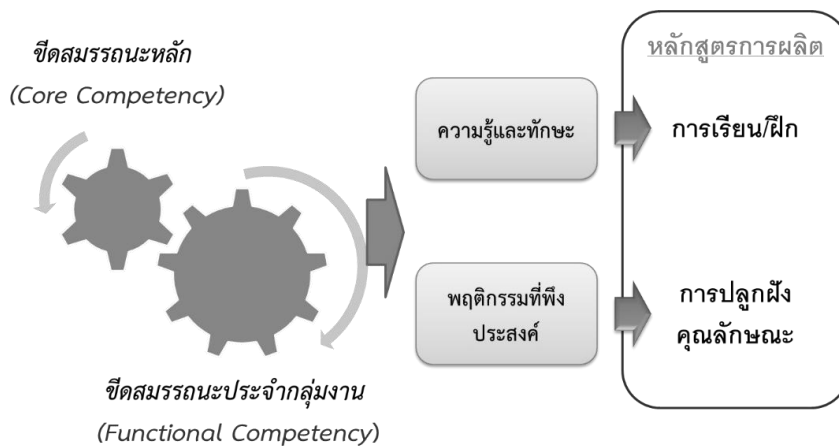 ขีดสมรรถนะหลัก
(Core Competency)
ขีดสมรรถนะประจำกลุ่มงาน
(Functional Competency)
ความรู้และทักษะ
พฤติกรรมที่พึง
ประสงค์
หลักสูตรการผลิต
การเรียน/ฝึก
การปลูกฝัง
คุณลักษณะ